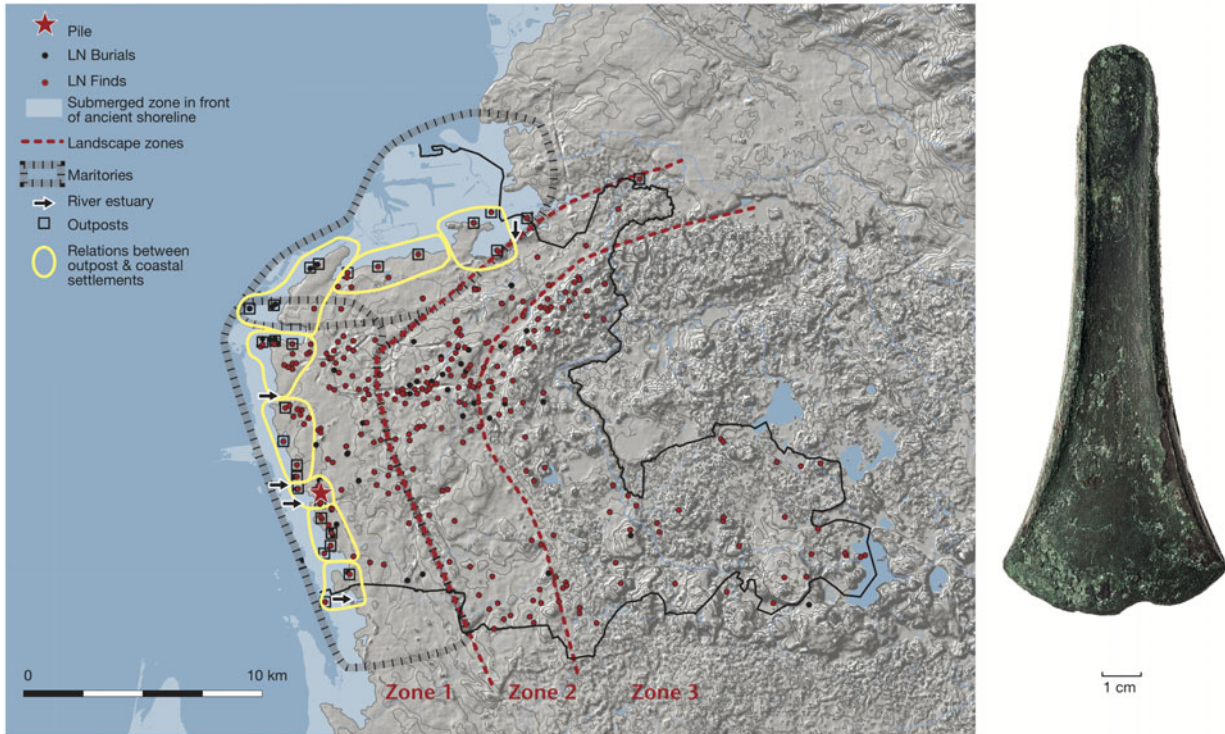 Pile
LN Burials
LN Finds
Submerged zone in front
of ancient shoreline
Landscape zones
Maritories
River estuary
Outposts
Relations between
outpost & coastal
settlements
0
10 km
Zone 1
Zone 2
Zone 3
1 cm